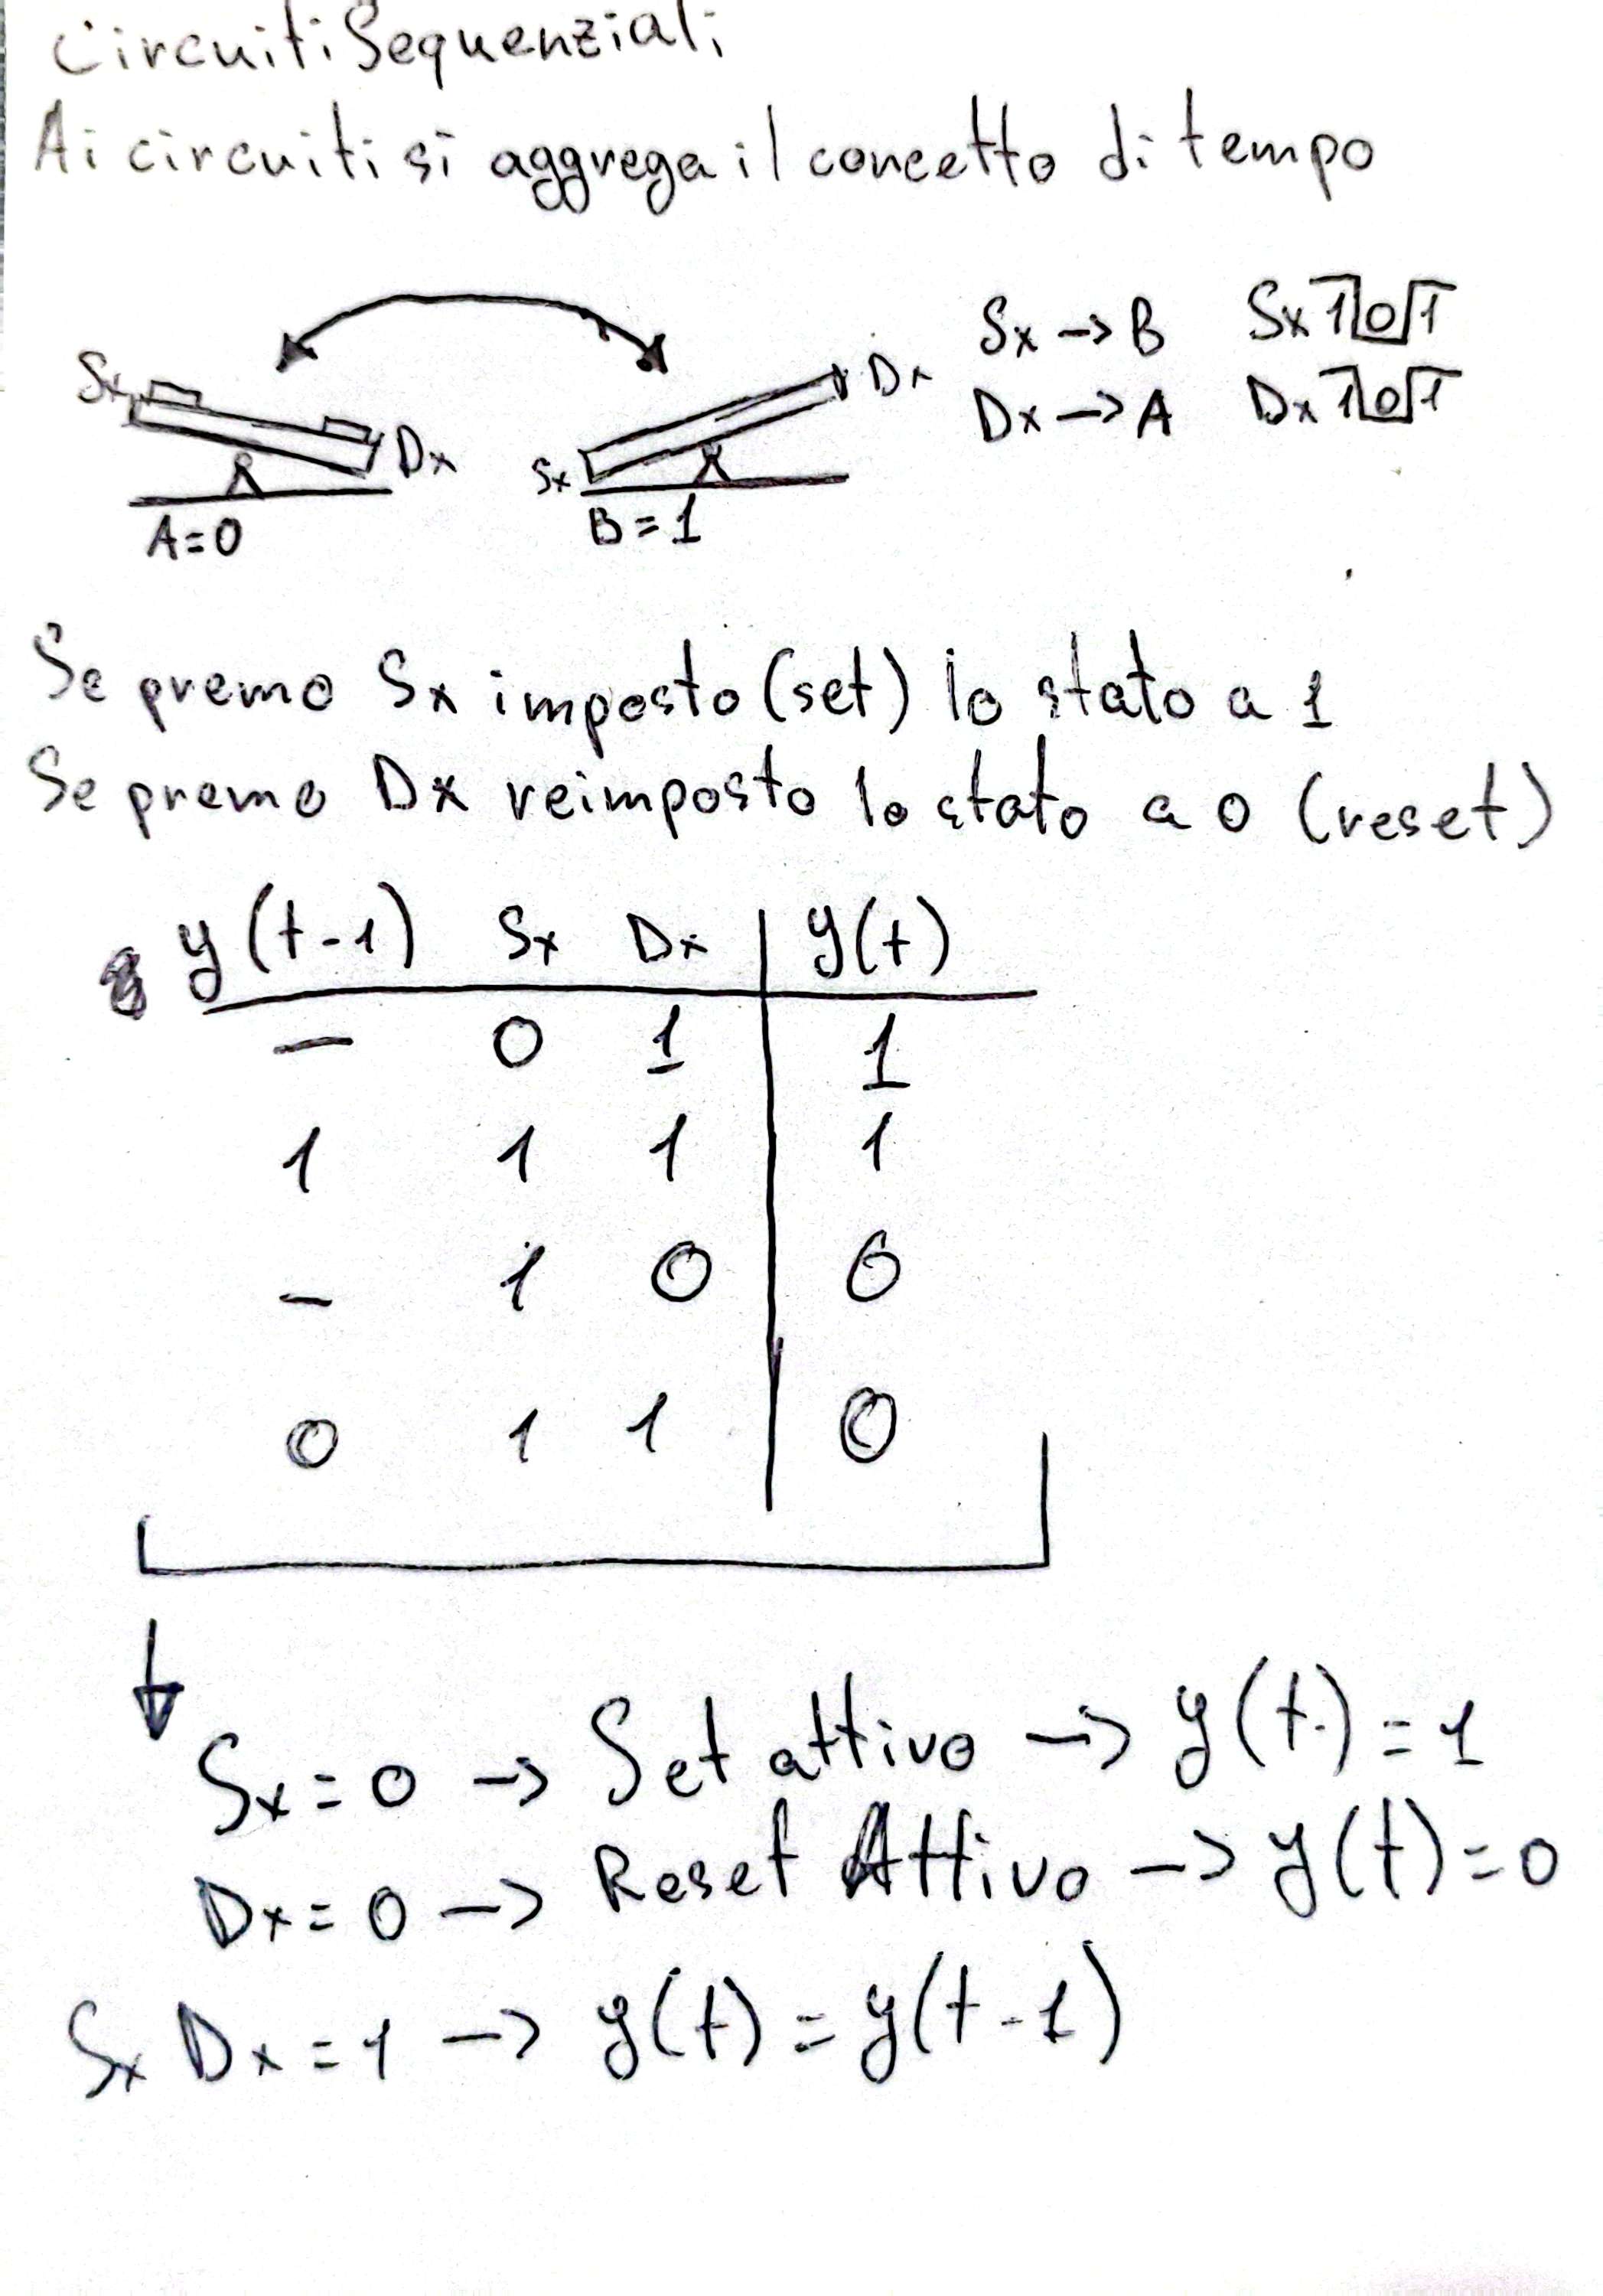 Circuiti Sequenziali
Ai circuiti si aggrega il concetto di tempo
Sx → B Sx 1 0 1
Dx → A Dx 1 0 1
Sx Dx
A=0
Sx Dx
B=1
Se premo Sx imposto (set) lo stato a 1
Se premo Dx reimposto lo stato a 0 (reset)
y(t-1) Sx Dx y(t)
— 0 1 1
1 1 1 1
— 1 0 0
0 1 1 0
Sx=0 → Set attivo → y(t)=1
Dx=0 → Reset Attivo → y(t)=0
Sx Dx=1 → y(t)=y(t-1)